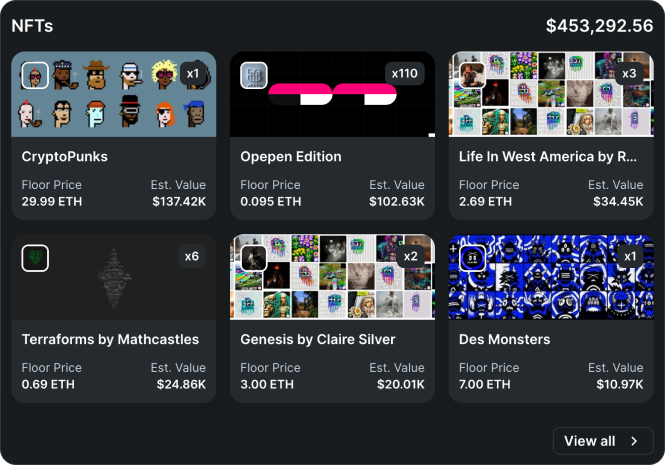 NFTs
$453,292.56
x1
CryptoPunks
Floor Price
Est. Value
29.99 ETH
$137.42K
x110
Opepen Edition
Floor Price
Est. Value
0.095 ETH
$102.63K
x3
Life In West America by R...
Floor Price
Est. Value
2.69 ETH
$34.45K
x6
Terraforms by Mathcastles
Floor Price
Est. Value
0.69 ETH
$24.86K
x2
Genesis by Claire Silver
Floor Price
Est. Value
3.00 ETH
$20.01K
x1
Des Monsters
Floor Price
Est. Value
7.00 ETH
$10.97K
View all